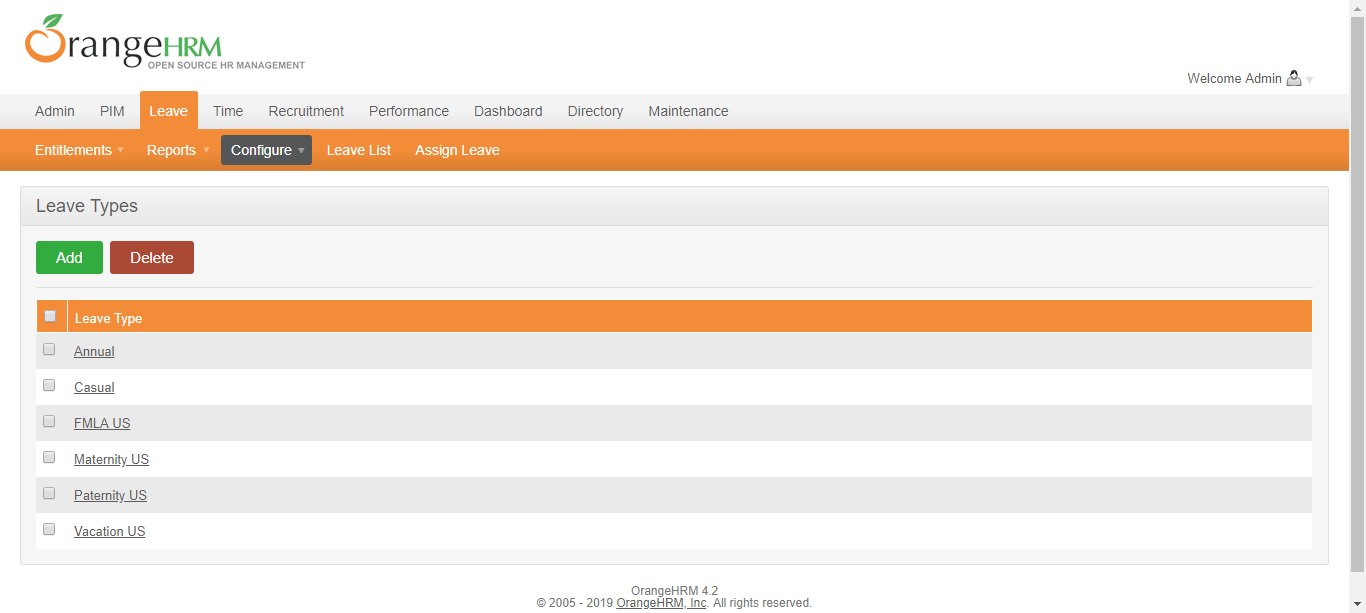 OrangeHRM
OPEN SOURCE HR MANAGEMENT
Welcome Admin
Admin PIM Leave Time Recruitment Performance Dashboard Directory Maintenance
Entitlements Reports Configure Leave List Assign Leave
Leave Types
Add Delete
Leave Type
Annual
Casual
FMLA US
Maternity US
Paternity US
Vacation US
OrangeHRM 4.2
© 2005 - 2019 OrangeHRM, Inc. All rights reserved.